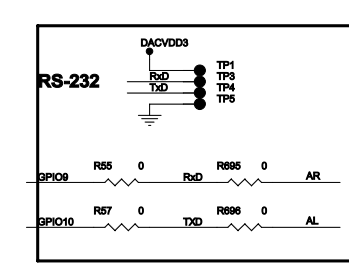 DACVDD3
TP1
RS-232 RxD TP3
TxD TP4
TP5
R55 0 R695 0
GPIO9 RxD AR
R57 0 R696 0
GPIO10 TXD AL